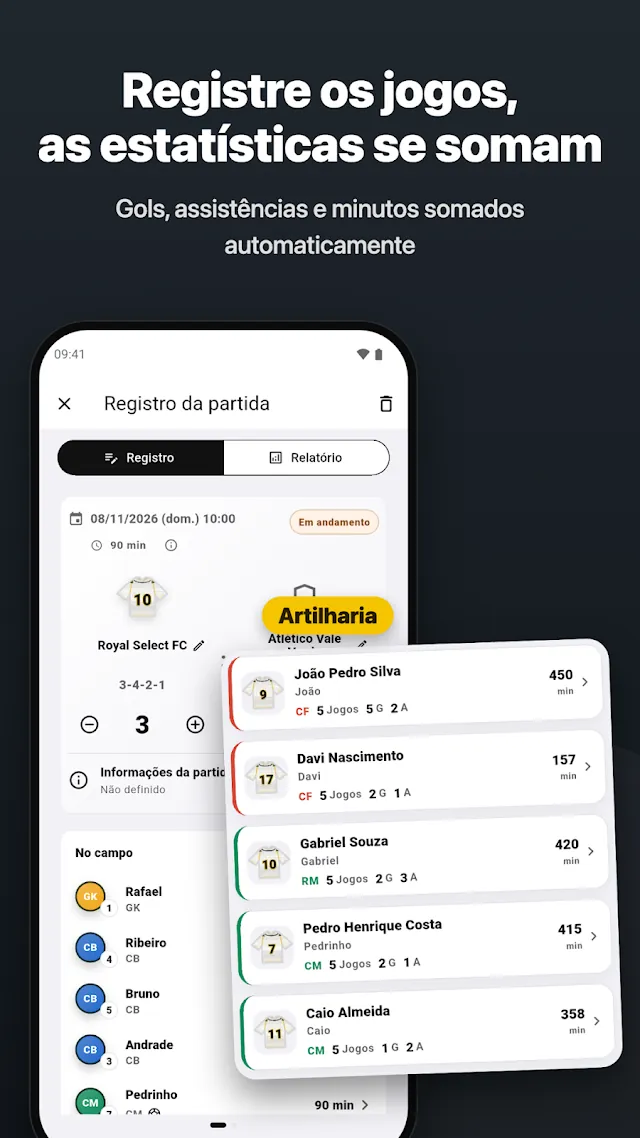 Registre os jogos,
as estatísticas se somam
Gols, assistências e minutos somados
automaticamente
09:41
Registro da partida
Registro
Relatório
08/11/2026 (dom.) 10:00
Em andamento
90 min
10
Royal Select FC
Atlético Vale
3-4-2-1
3
Informações da partid
Não definido
No campo
GK
1
Rafael
GK
CB
4
Ribeiro
CB
CB
5
Bruno
CB
CB
3
Andrade
CB
CM
7
Pedrinho
CM
90 min
Artilharia
9
João Pedro Silva
João
CF 5 Jogos 5 G 2 A
450
min
17
Davi Nascimento
Davi
CF 5 Jogos 2 G 1 A
157
min
10
Gabriel Souza
Gabriel
RM 5 Jogos 2 G 3 A
420
min
7
Pedro Henrique Costa
Pedrinho
CM 5 Jogos 2 G 1 A
415
min
11
Caio Almeida
Caio
CM 5 Jogos 1 G 2 A
358
min